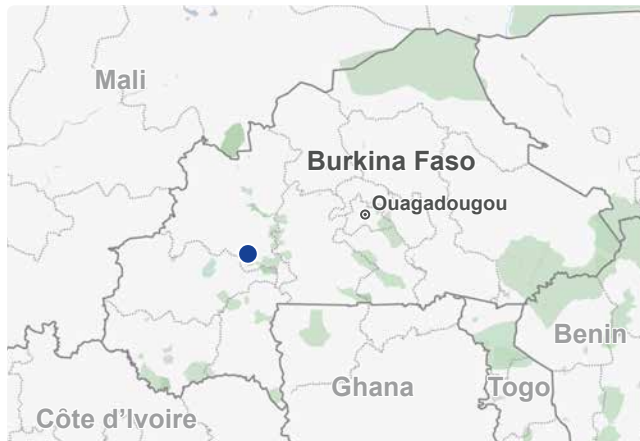 Mali
Burkina Faso
Ouagadougou
Benin
Ghana
Togo
Côte d'Ivoire